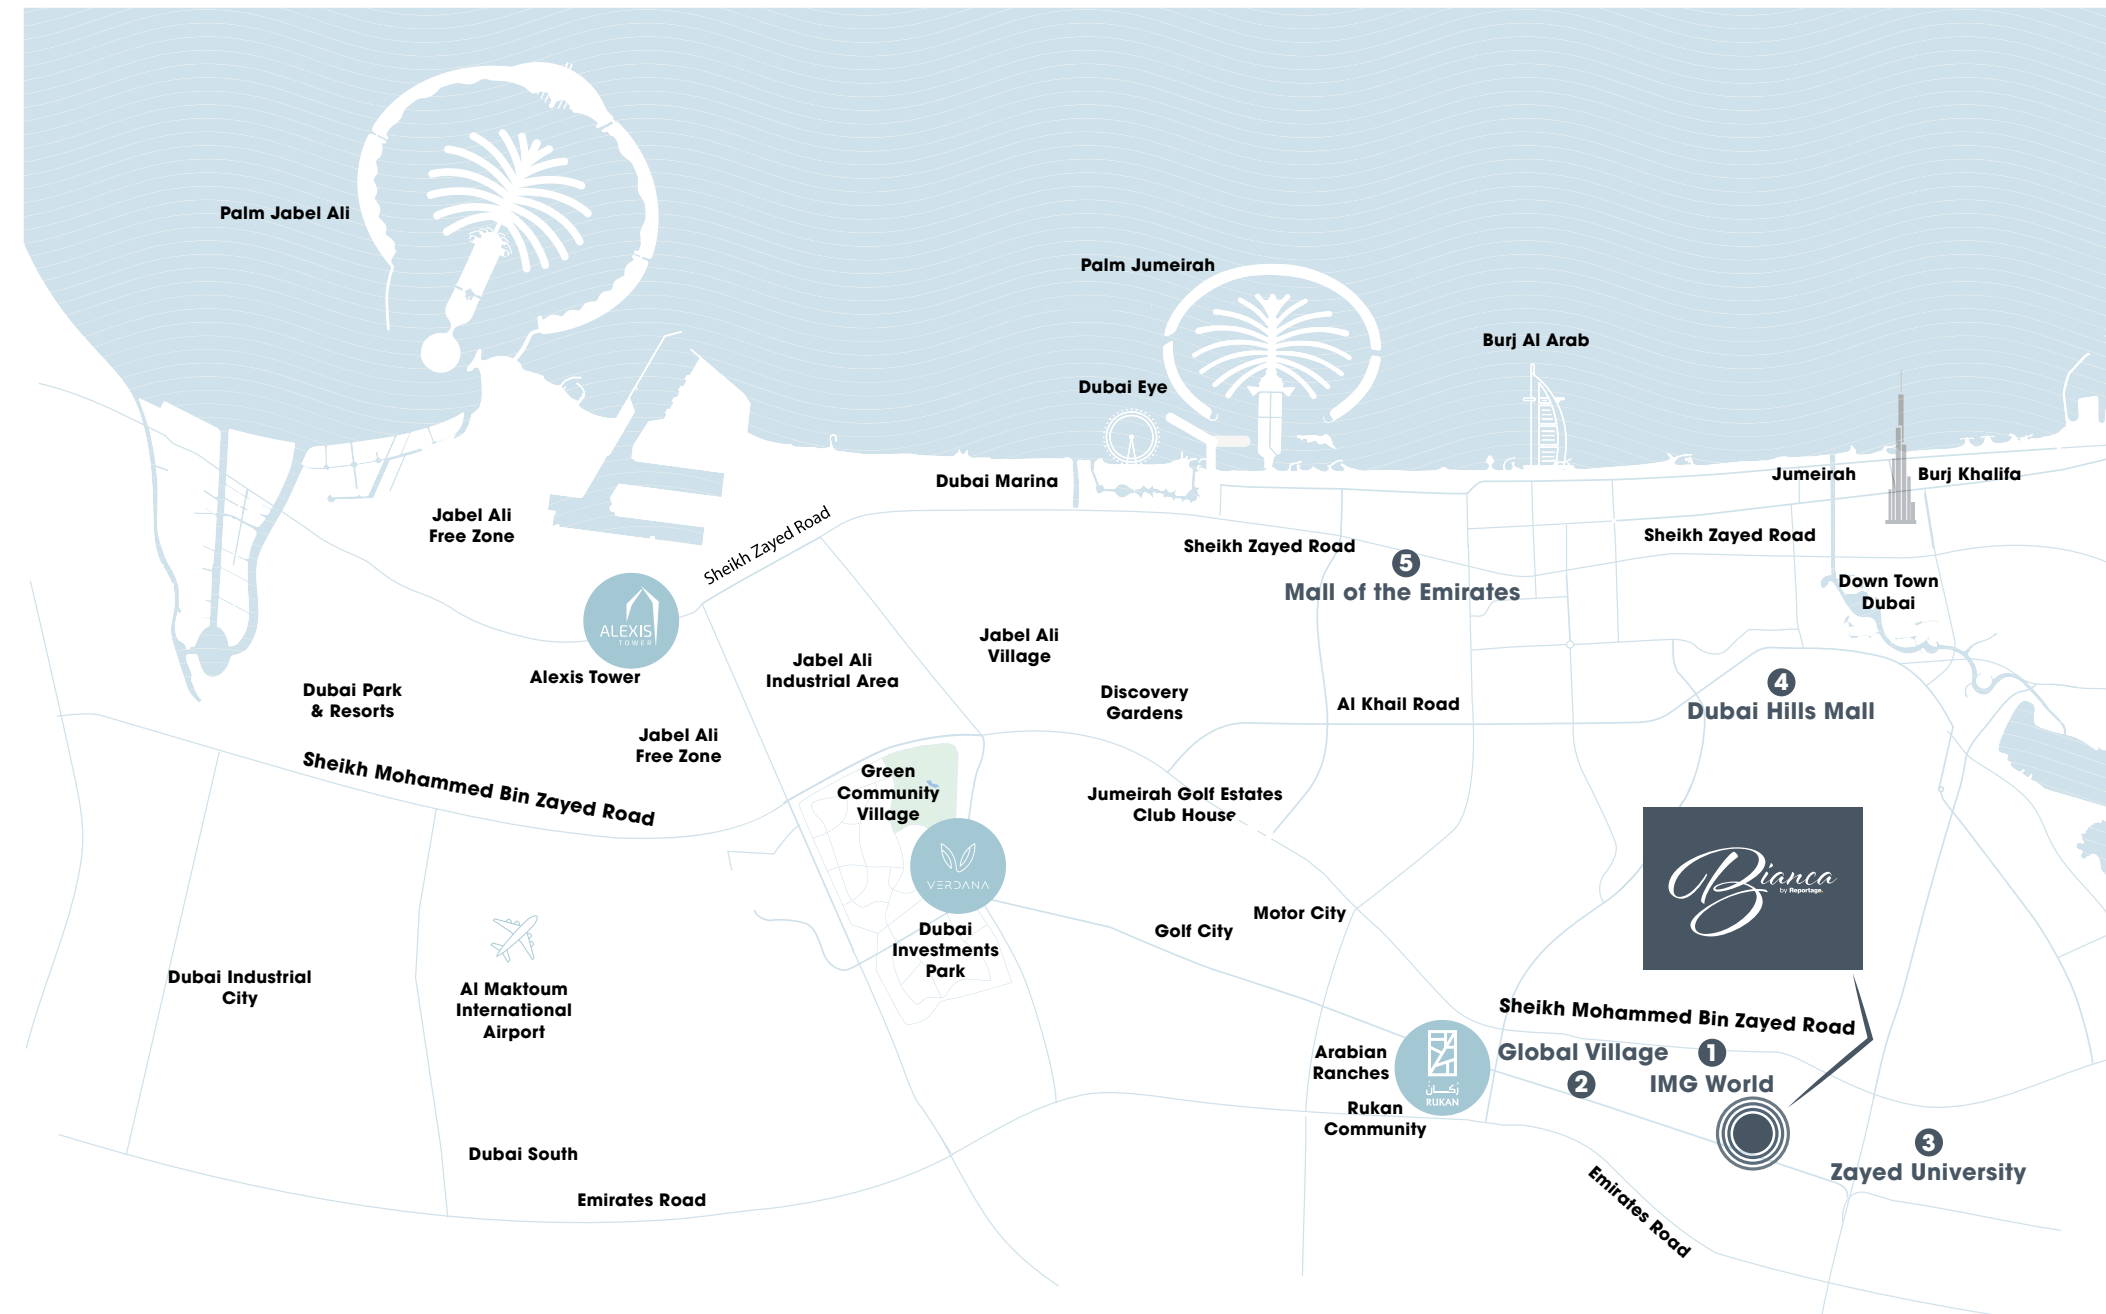 Palm Jabel Ali
Palm Jumeirah
Burj Al Arab
Dubai Eye
Dubai Marina
Jumeirah
Burj Khalifa
Jabel Ali
Free Zone
Sheikh Zayed Road
Sheikh Zayed Road
Sheikh Zayed Road
5
Mall of the Emirates
Down Town
Dubai
ALEXIS
TOWER
Alexis Tower
Jabel Ali
Village
Jabel Ali
Industrial Area
Dubai Park
& Resorts
Discovery
Gardens
Al Khail Road
4
Dubai Hills Mall
Jabel Ali
Free Zone
Sheikh Mohammed Bin Zayed Road
Green
Community
Village
Jumeirah Golf Estates
Club House
VERDANA
Bianca
by Reportage
Dubai
Investments
Park
Golf City
Motor City
Dubai Industrial
City
Al Maktoum
International
Airport
Sheikh Mohammed Bin Zayed Road
Arabian
Ranches
ركــان
RUKAN
Global Village
2
1
IMG World
Rukan
Community
3
Zayed University
Dubai South
Emirates Road
Emirates Road